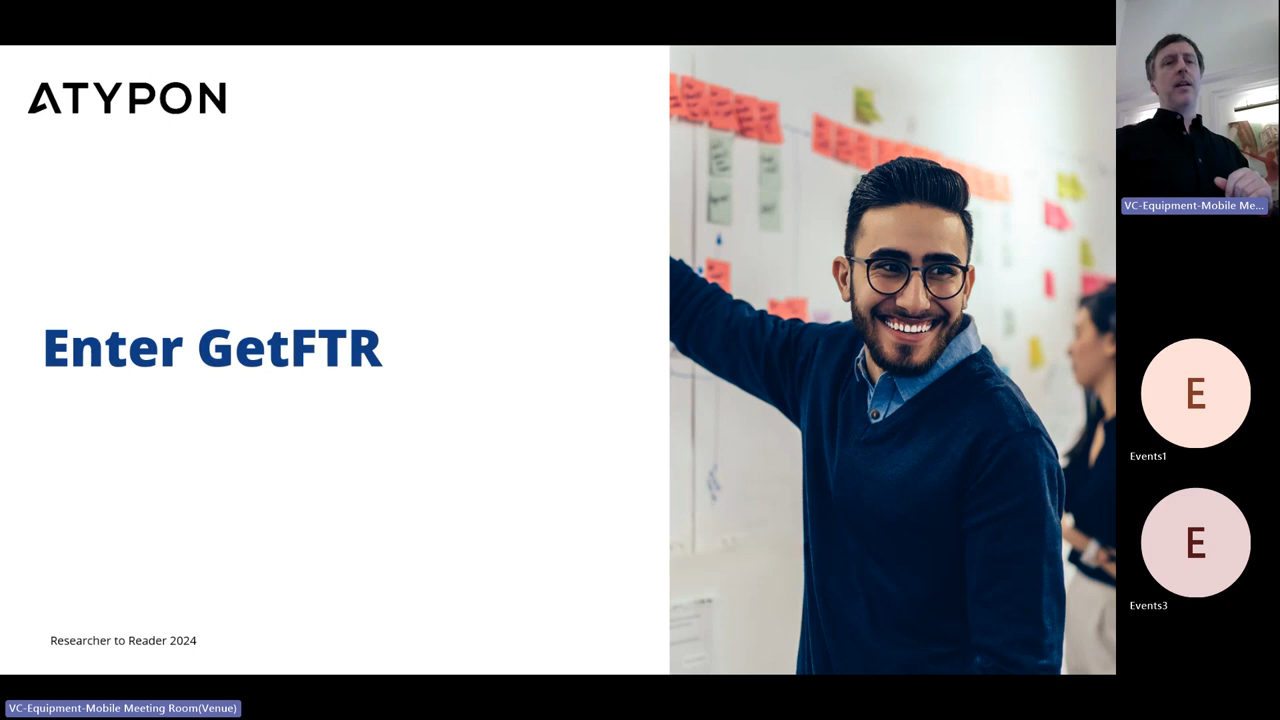 ATYPON
Enter GetFTR
Researcher to Reader 2024
VC-Equipment-Mobile Me...
E
Events1
E
Events3
VC-Equipment-Mobile Meeting Room(Venue)